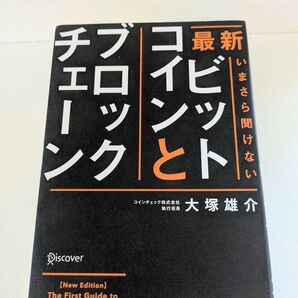 最新
いまさら聞けない
ビット
コインと
ブロック
チェーン
コインチェック株式会社
執行役員
大塚雄介
Discover
【New Edition】
The First Guide to